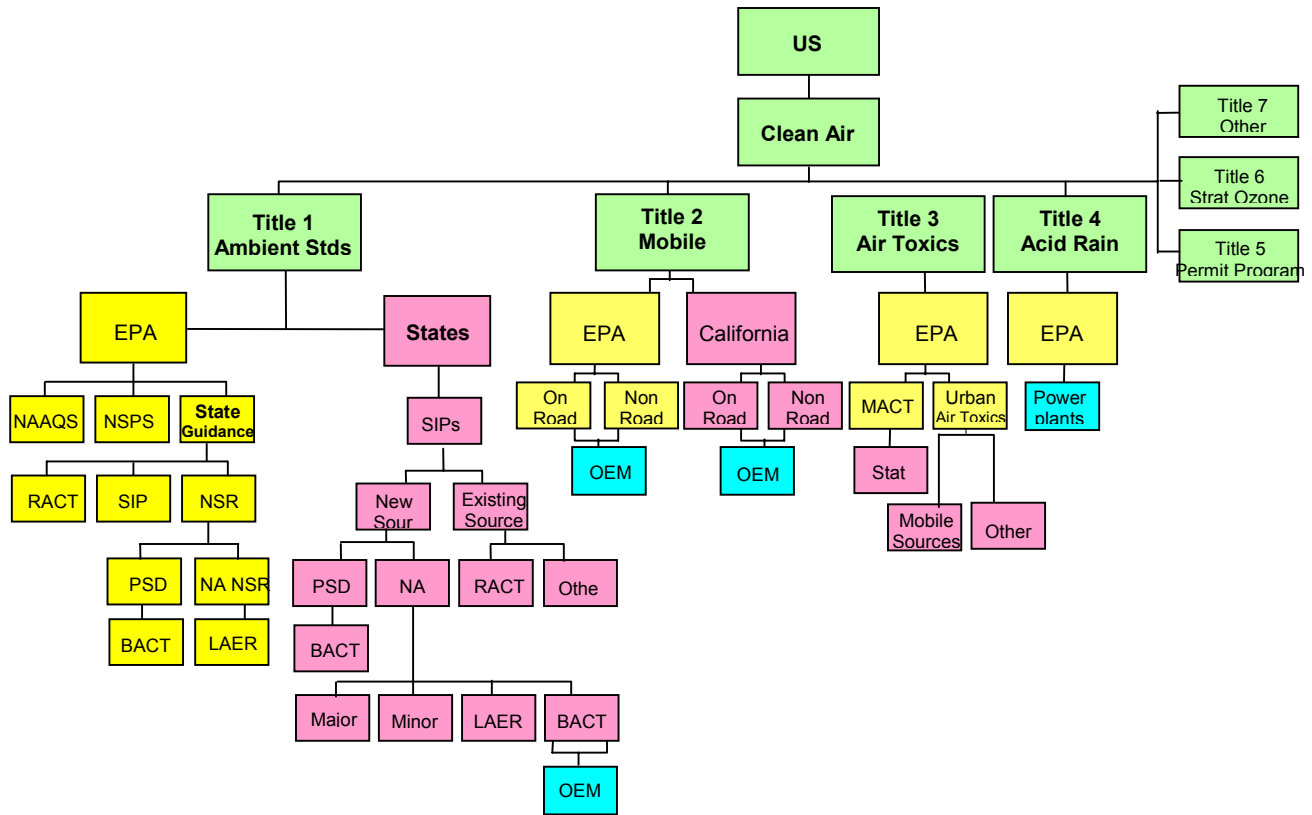 US
Clean Air
Title 7
Other
Title 6
Strat Ozone
Title 5
Permit Program
Title 1
Ambient Stds
Title 2
Mobile
Title 3
Air Toxics
Title 4
Acid Rain
EPA
States
EPA
California
EPA
EPA
NAAQS
NSPS
State
Guidance
SIPs
On
Road
Non
Road
On
Road
Non
Road
MACT
Urban
Air Toxics
Power
plants
OEM
OEM
Stat
Mobile
Sources
Other
RACT
SIP
NSR
New
Sour
Existing
Source
PSD
NA NSR
PSD
NA
RACT
Othe
BACT
LAER
BACT
Major
Minor
LAER
BACT
OEM